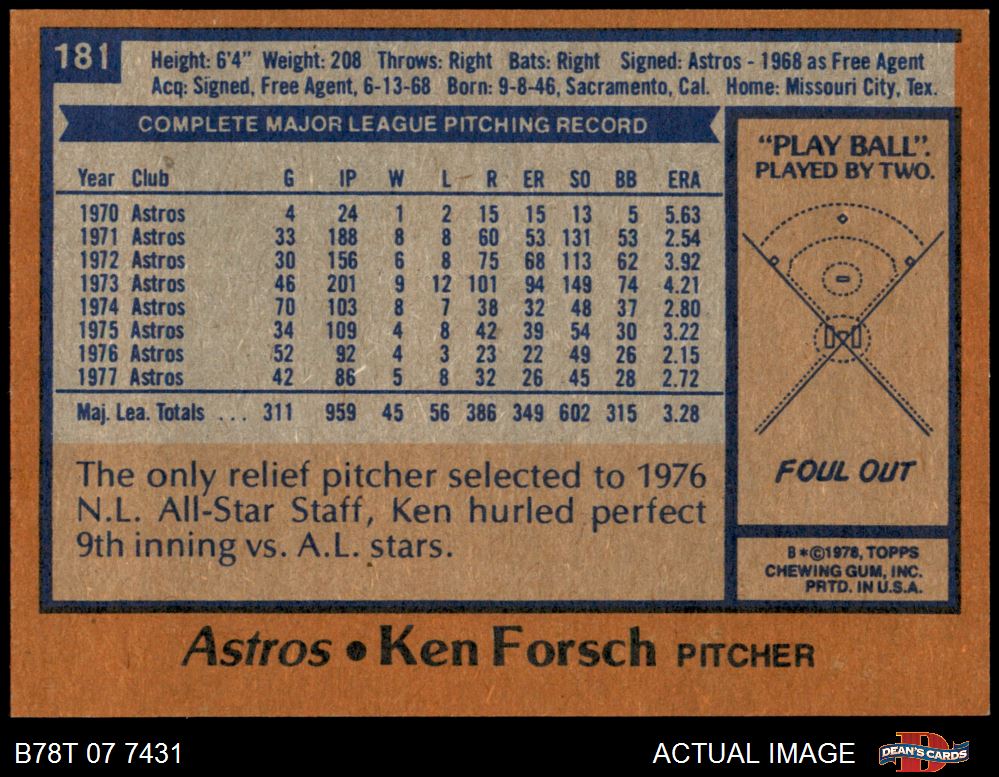 181
Height: 6'4" Weight: 208 Throws: Right Bats: Right Signed: Astros - 1968 as Free Agent
Acq: Signed, Free Agent, 6-13-68 Born: 9-8-46, Sacramento, Cal. Home: Missouri City, Tex.
COMPLETE MAJOR LEAGUE PITCHING RECORD
Year Club G IP W L R ER SO BB ERA
1970 Astros 4 24 1 2 15 15 13 5 5.63
1971 Astros 33 188 8 8 60 53 131 53 2.54
1972 Astros 30 156 6 8 75 68 113 62 3.92
1973 Astros 46 201 9 12 101 94 149 74 4.21
1974 Astros 70 103 8 7 38 32 48 37 2.80
1975 Astros 34 109 4 8 42 39 54 30 3.22
1976 Astros 52 92 4 3 23 22 49 26 2.15
1977 Astros 42 86 5 8 32 26 45 28 2.72
Maj. Lea. Totals ... 311 959 45 56 386 349 602 315 3.28
The only relief pitcher selected to 1976
N.L. All-Star Staff, Ken hurled perfect
9th inning vs. A.L. stars.
"PLAY BALL".
PLAYED BY TWO.
FOUL OUT
B*©1978, TOPPS
CHEWING GUM, INC.
PRTD. IN U.S.A.
Astros • Ken Forsch PITCHER
B78T 07 7431
ACTUAL IMAGE
D
DEAN'S CARDS